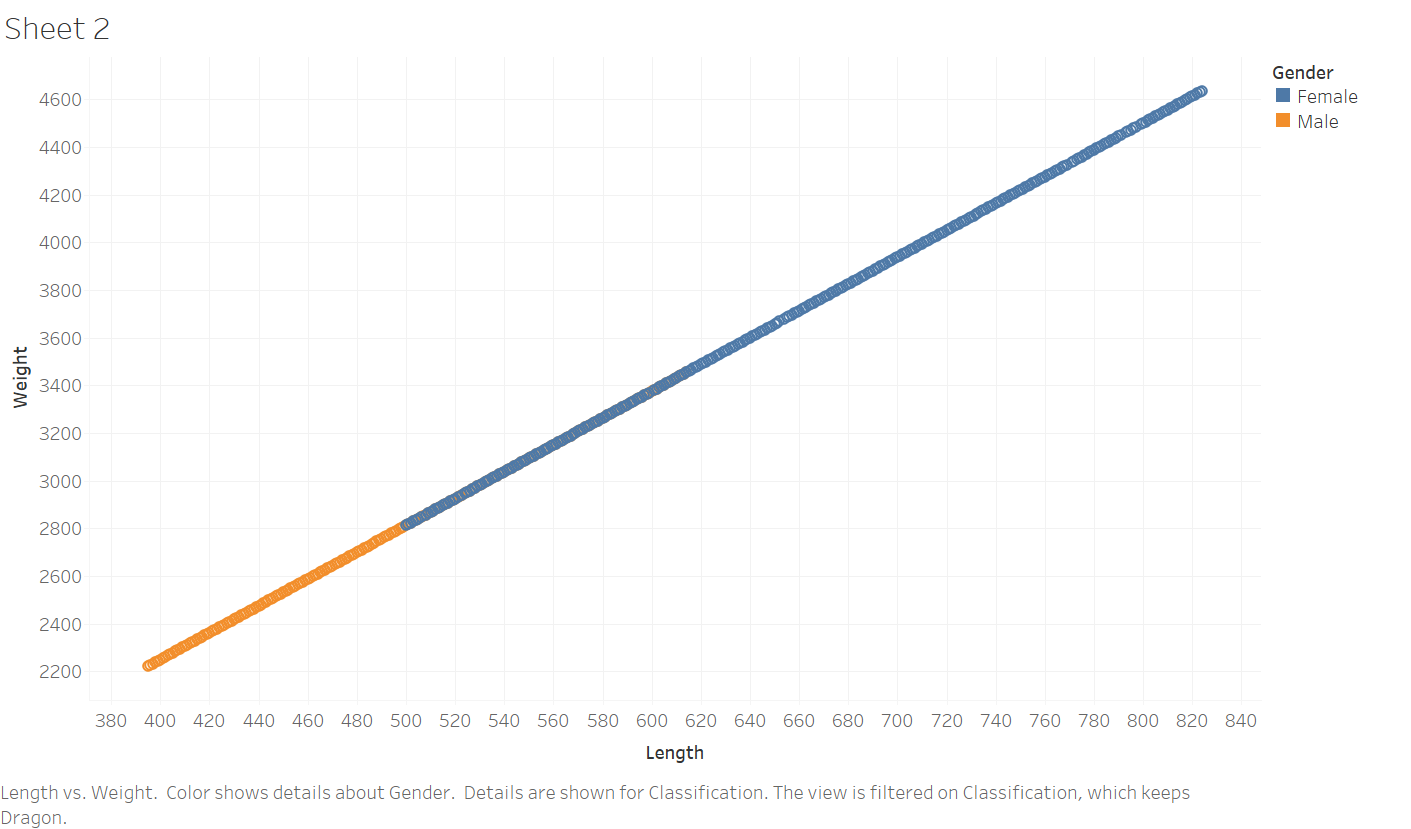 Sheet 2
Gender
Female
Male
4600
4400
4200
4000
3800
3600
3400
3200
3000
2800
2600
2400
2200
Weight
380 400 420 440 460 480 500 520 540 560 580 600 620 640 660 680 700 720 740 760 780 800 820 840
Length
Length vs. Weight.  Color shows details about Gender.  Details are shown for Classification. The view is filtered on Classification, which keeps
Dragon.